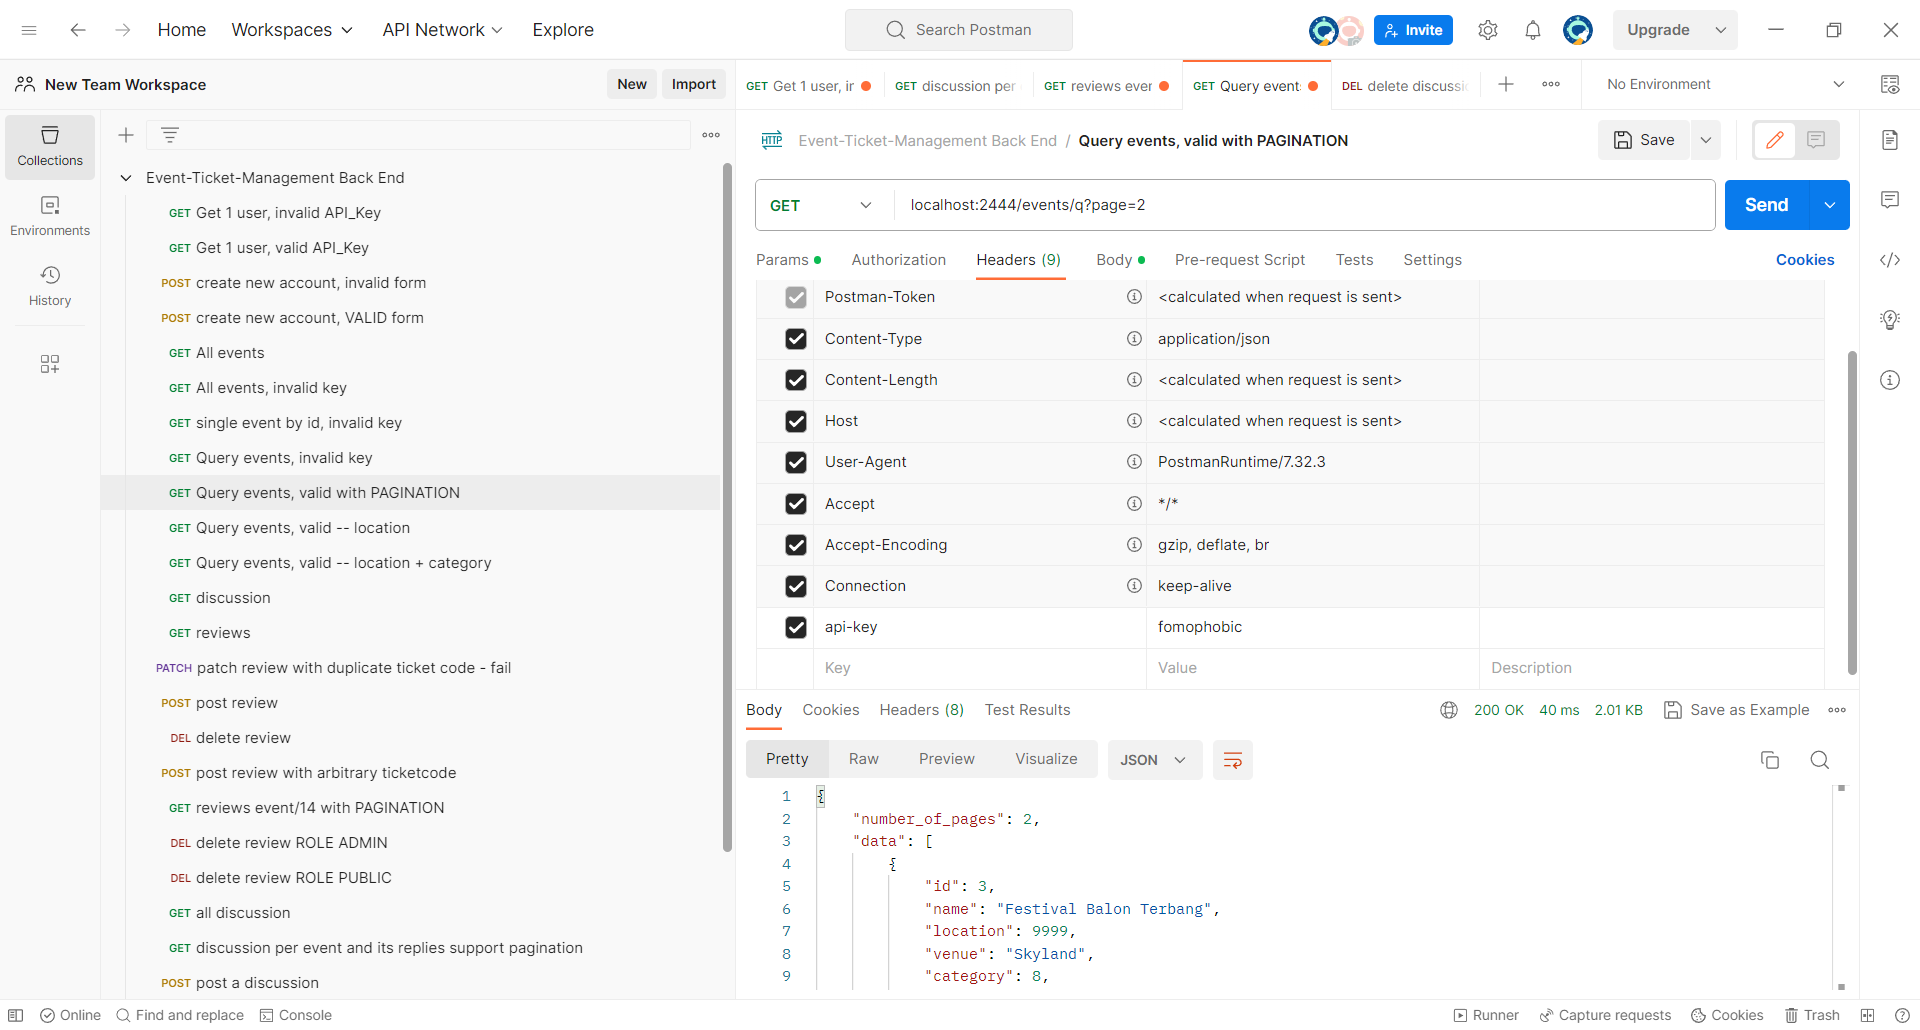 Home Workspaces API Network Explore Search Postman Invite Upgrade
New Team Workspace New Import
GET Get 1 user, ir GET discussion per GET reviews ever GET Query event DEL delete discussi No Environment
Collections
Environments
History
Event-Ticket-Management Back End
GET Get 1 user, invalid API_Key
GET Get 1 user, valid API_Key
POST create new account, invalid form
POST create new account, VALID form
GET All events
GET All events, invalid key
GET single event by id, invalid key
GET Query events, invalid key
GET Query events, valid with PAGINATION
GET Query events, valid -- location
GET Query events, valid -- location + category
GET discussion
GET reviews
PATCH patch review with duplicate ticket code - fail
POST post review
DEL delete review
POST post review with arbitrary ticketcode
GET reviews event/14 with PAGINATION
DEL delete review ROLE ADMIN
DEL delete review ROLE PUBLIC
GET all discussion
GET discussion per event and its replies support pagination
POST post a discussion
HTTP Event-Ticket-Management Back End / Query events, valid with PAGINATION Save
GET localhost:2444/events/q?page=2 Send
Params Authorization Headers (9) Body Pre-request Script Tests Settings Cookies
Postman-Token <calculated when request is sent>
Content-Type application/json
Content-Length <calculated when request is sent>
Host <calculated when request is sent>
User-Agent PostmanRuntime/7.32.3
Accept */*
Accept-Encoding gzip, deflate, br
Connection keep-alive
api-key fomophobic
Key Value Description
Body Cookies Headers (8) Test Results 200 OK 40 ms 2.01 KB Save as Example
Pretty Raw Preview Visualize JSON
1 {
2 "number_of_pages": 2,
3 "data": [
4 {
5 "id": 3,
6 "name": "Festival Balon Terbang",
7 "location": 9999,
8 "venue": "Skyland",
9 "category": 8,
Online Find and replace Console Runner Capture requests Cookies Trash